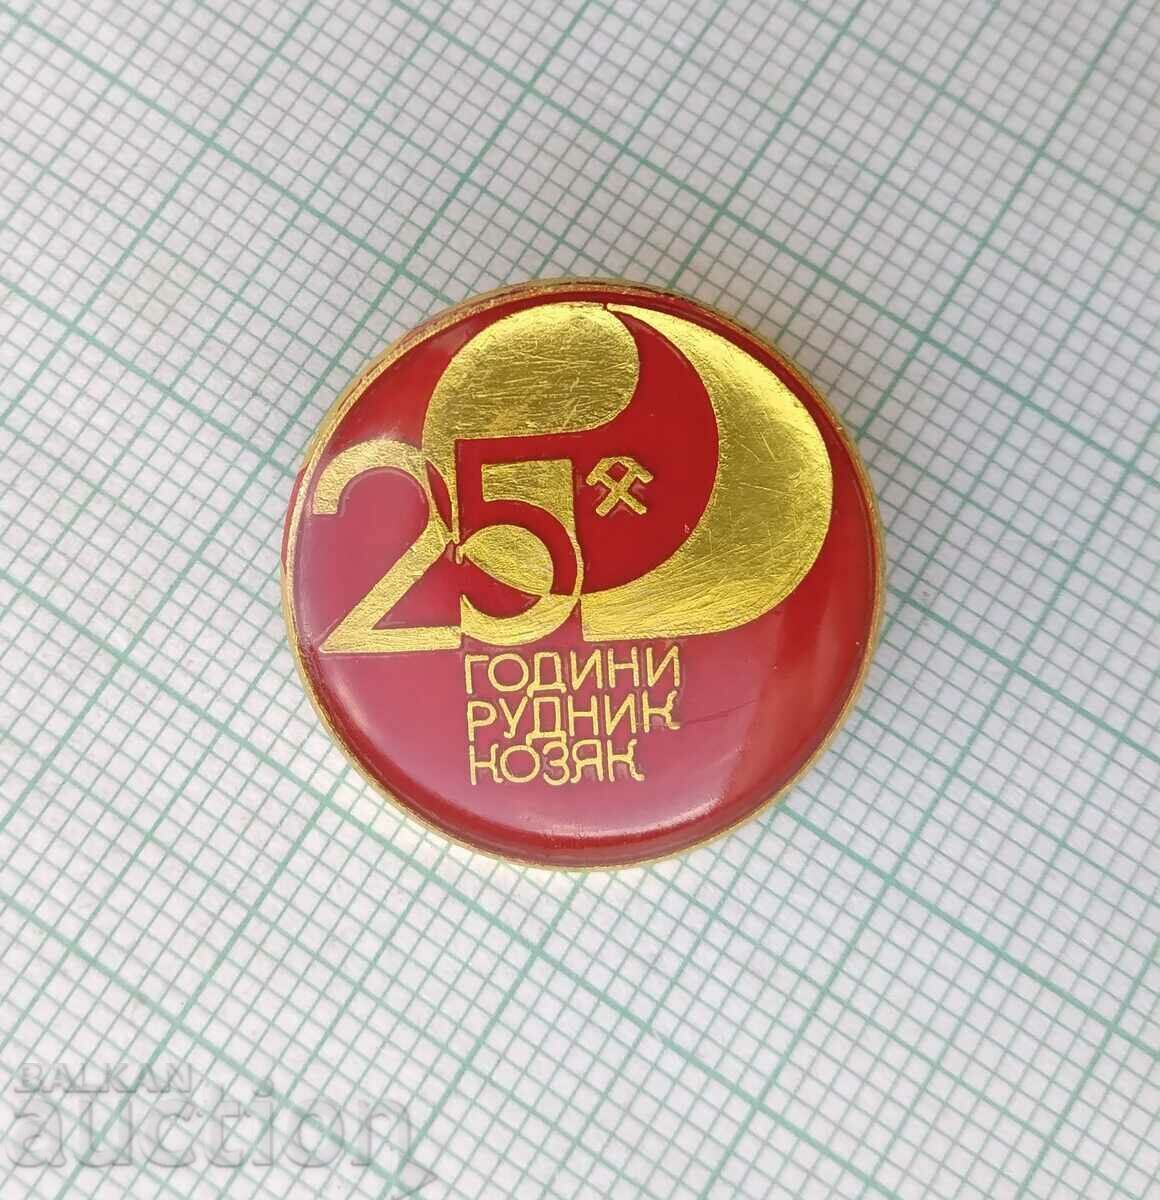 25
ГОДИНИ
РУДНИК
КОЗЯК
BALKAN
auction